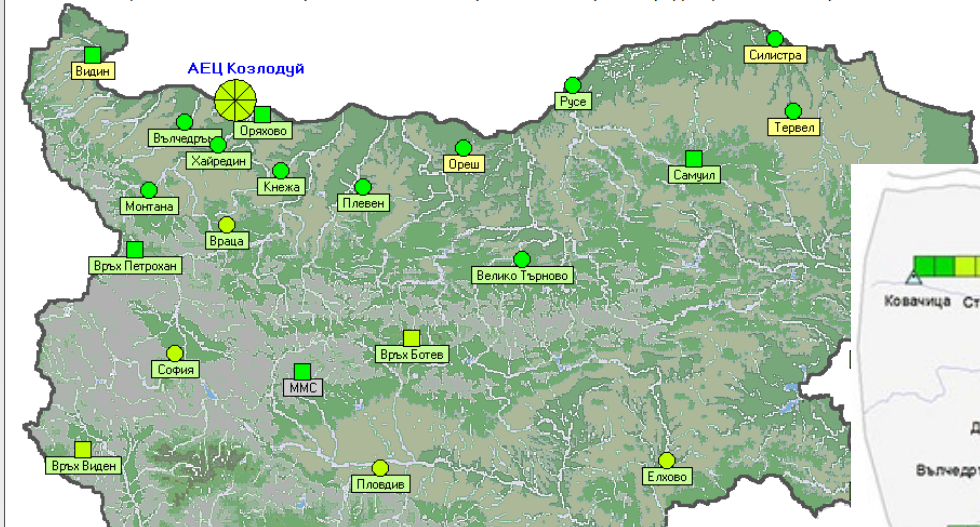 Силистра
Видин
АЕЦ Козлодуй
Русе
Оряхово
Тервел
Вълчедръм
Хайредин
Ореш
Самуил
Кнежа
Плевен
Монтана
Враца
Връх Петрохан
Велико Търново
Ковачица
Връх Ботев
София
ММС
Връх Виден
Пловдив
Елхово